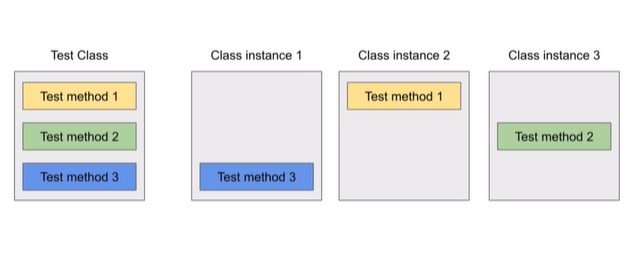 Test Class
Test method 1
Test method 2
Test method 3
Class instance 1
Test method 3
Class instance 2
Test method 1
Class instance 3
Test method 2